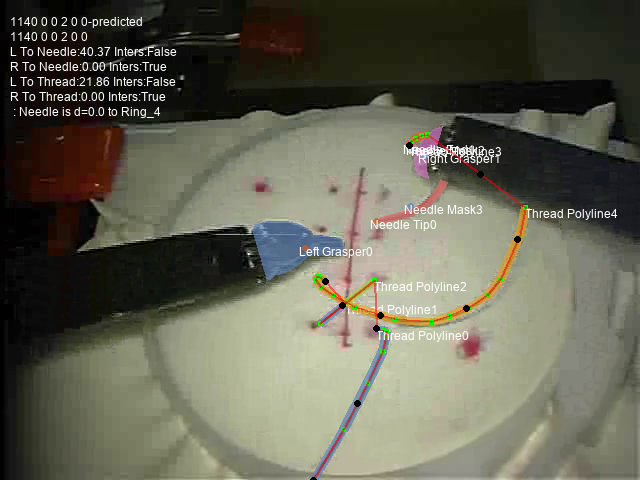 1140 0 0 2 0 0-predicted
1140 0 0 2 0 0
L To Needle:40.37 Inters:False
R To Needle:0.00 Inters:True
L To Thread:21.86 Inters:False
R To Thread:0.00 Inters:True
: Needle is d=0.0 to Ring_4
Right Grasper1
Needle Mask3
Thread Polyline4
Needle Tip0
Left Grasper0
Thread Polyline2
Polyline1
Thread Polyline0